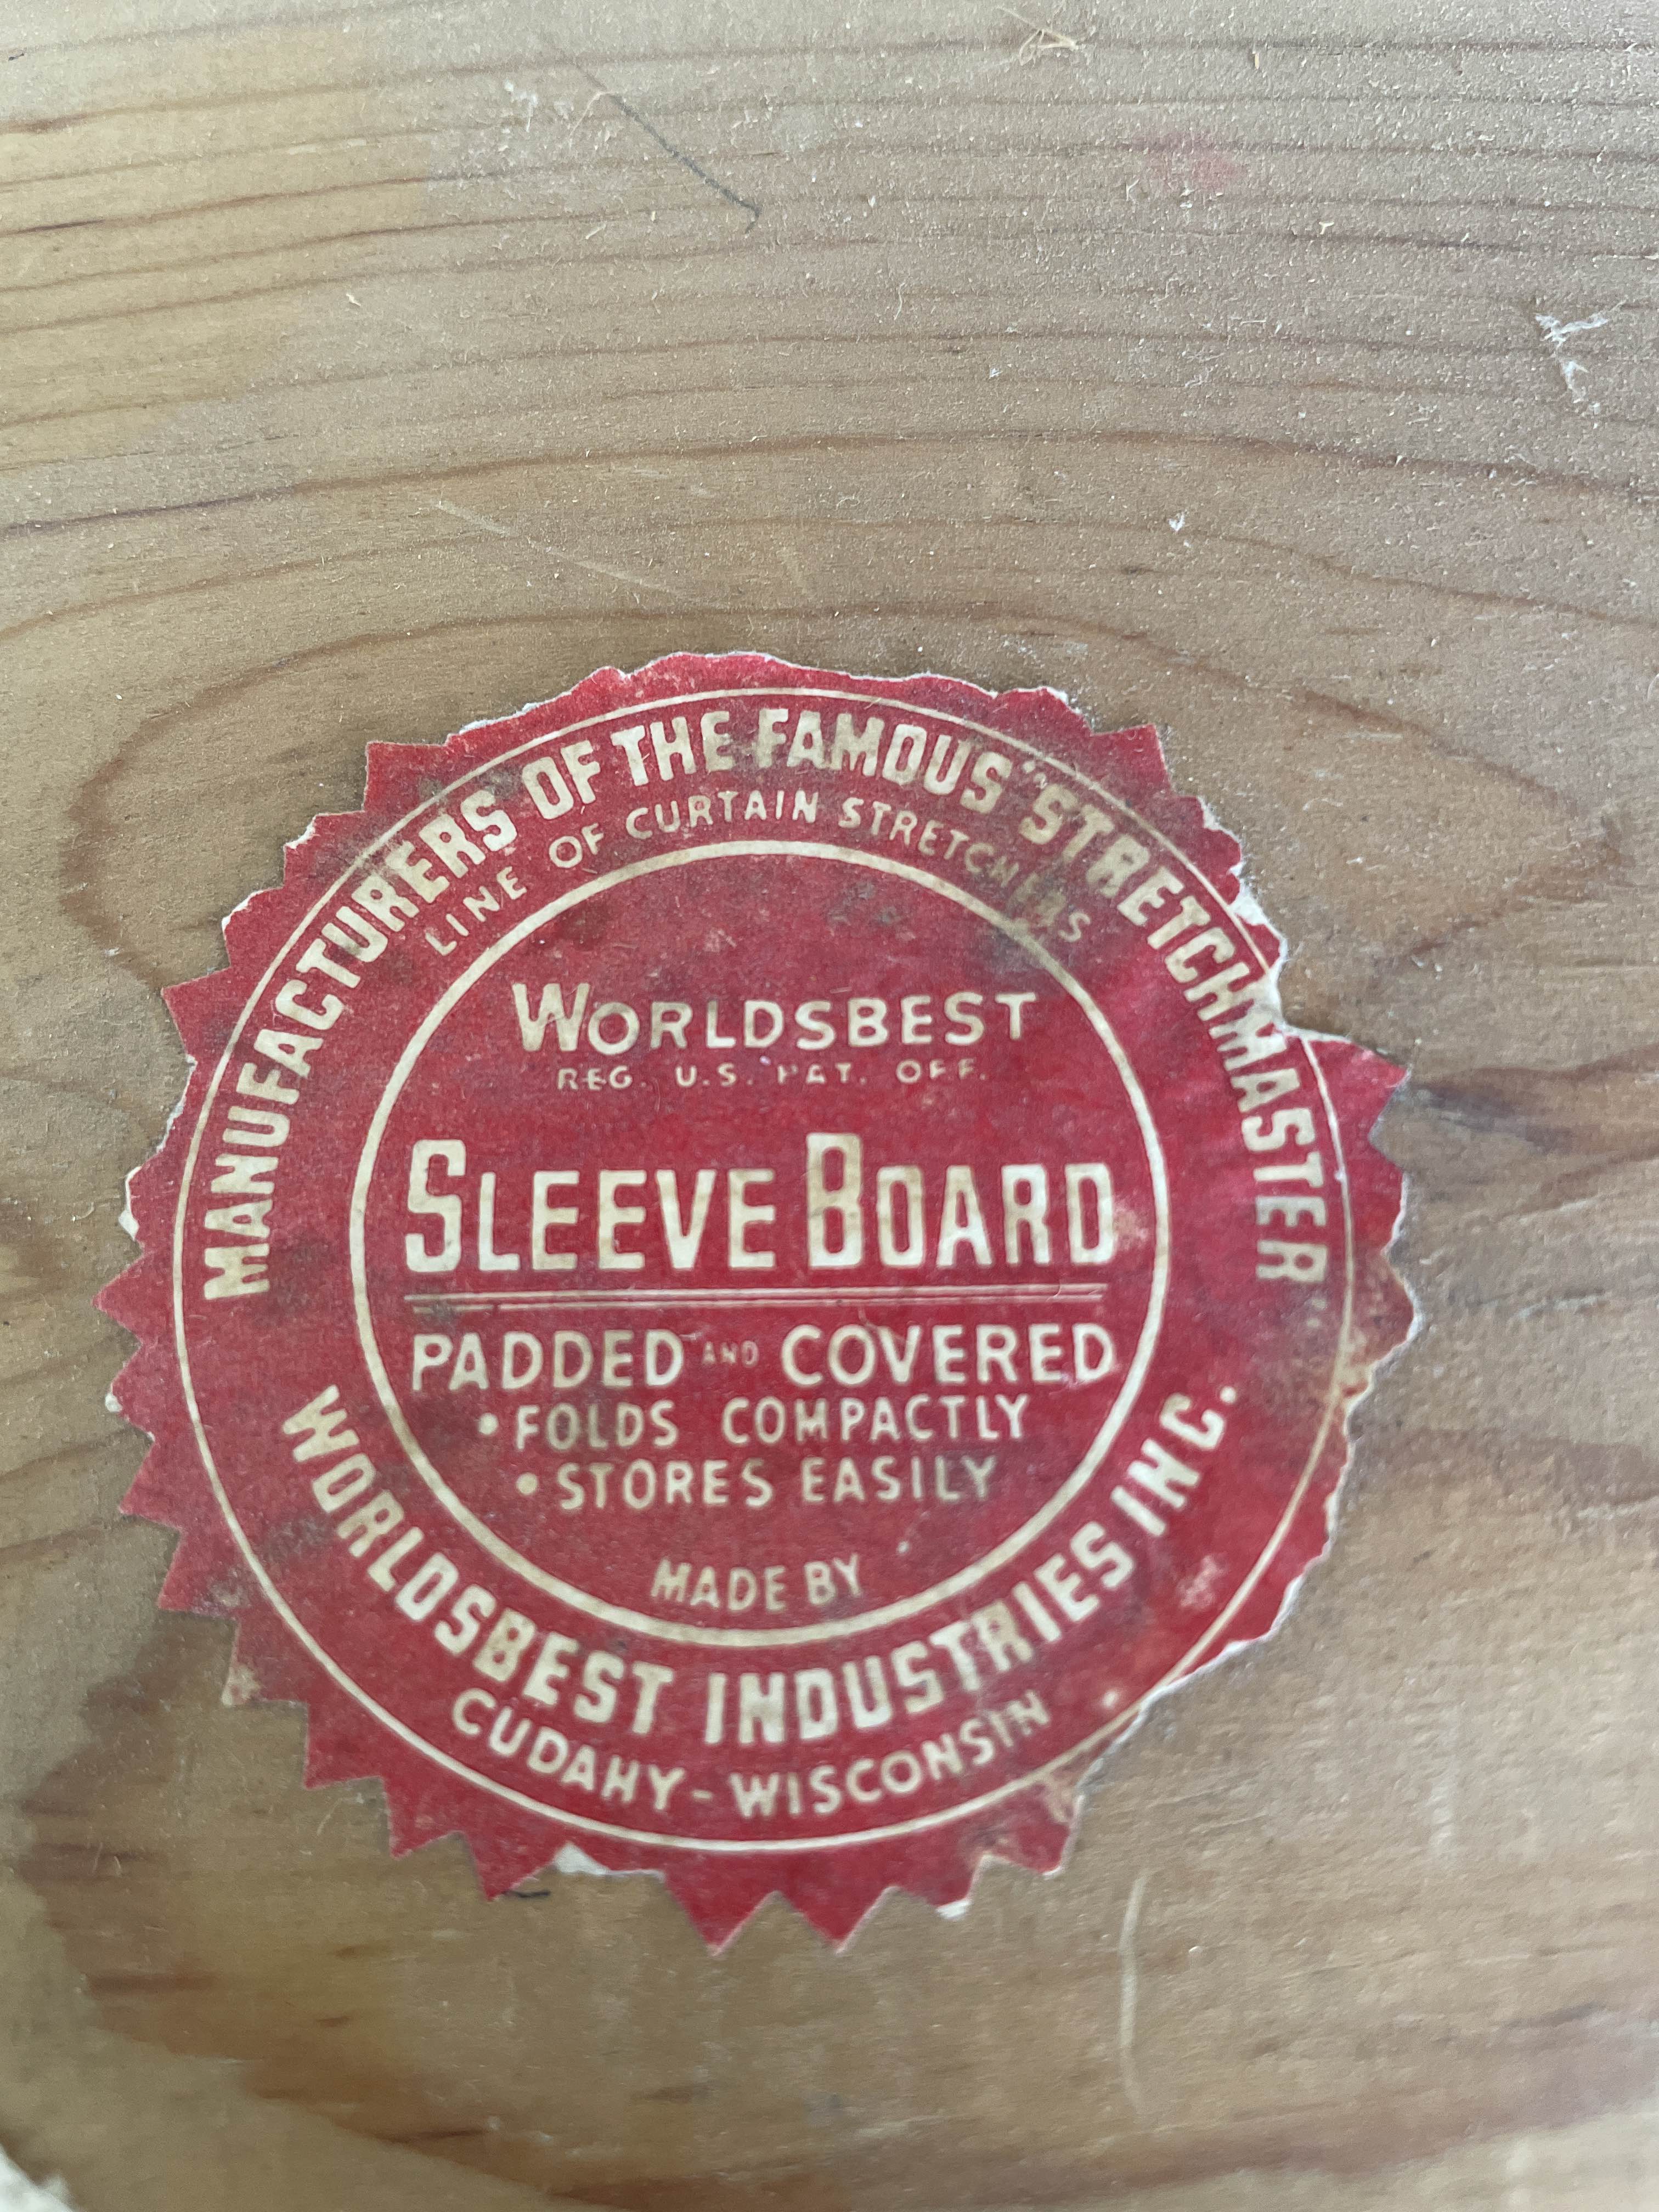 MANUFACTURERS OF THE FAMOUS "STRETCHMASTER"
LINE OF CURTAIN STRETCHERS
WORLDSBEST
REG. U.S. PAT. OFF.
SLEEVE BOARD
PADDED AND COVERED
• FOLDS COMPACTLY
• STORES EASILY
MADE BY
WORLDSBEST INDUSTRIES INC.
CUDAHY - WISCONSIN